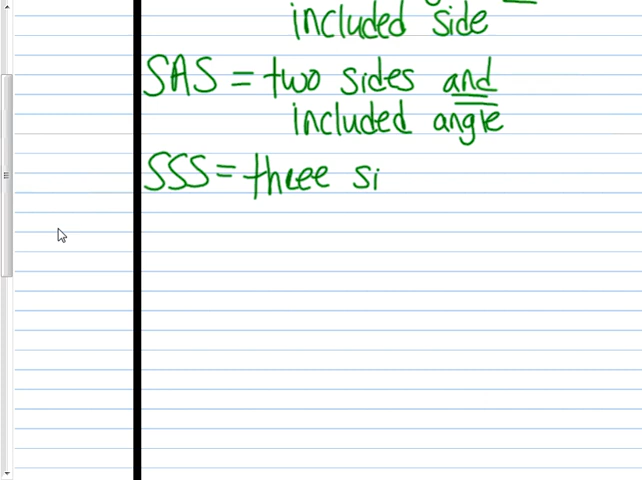 included side
SAS = two sides and
included angle
SSS = three si